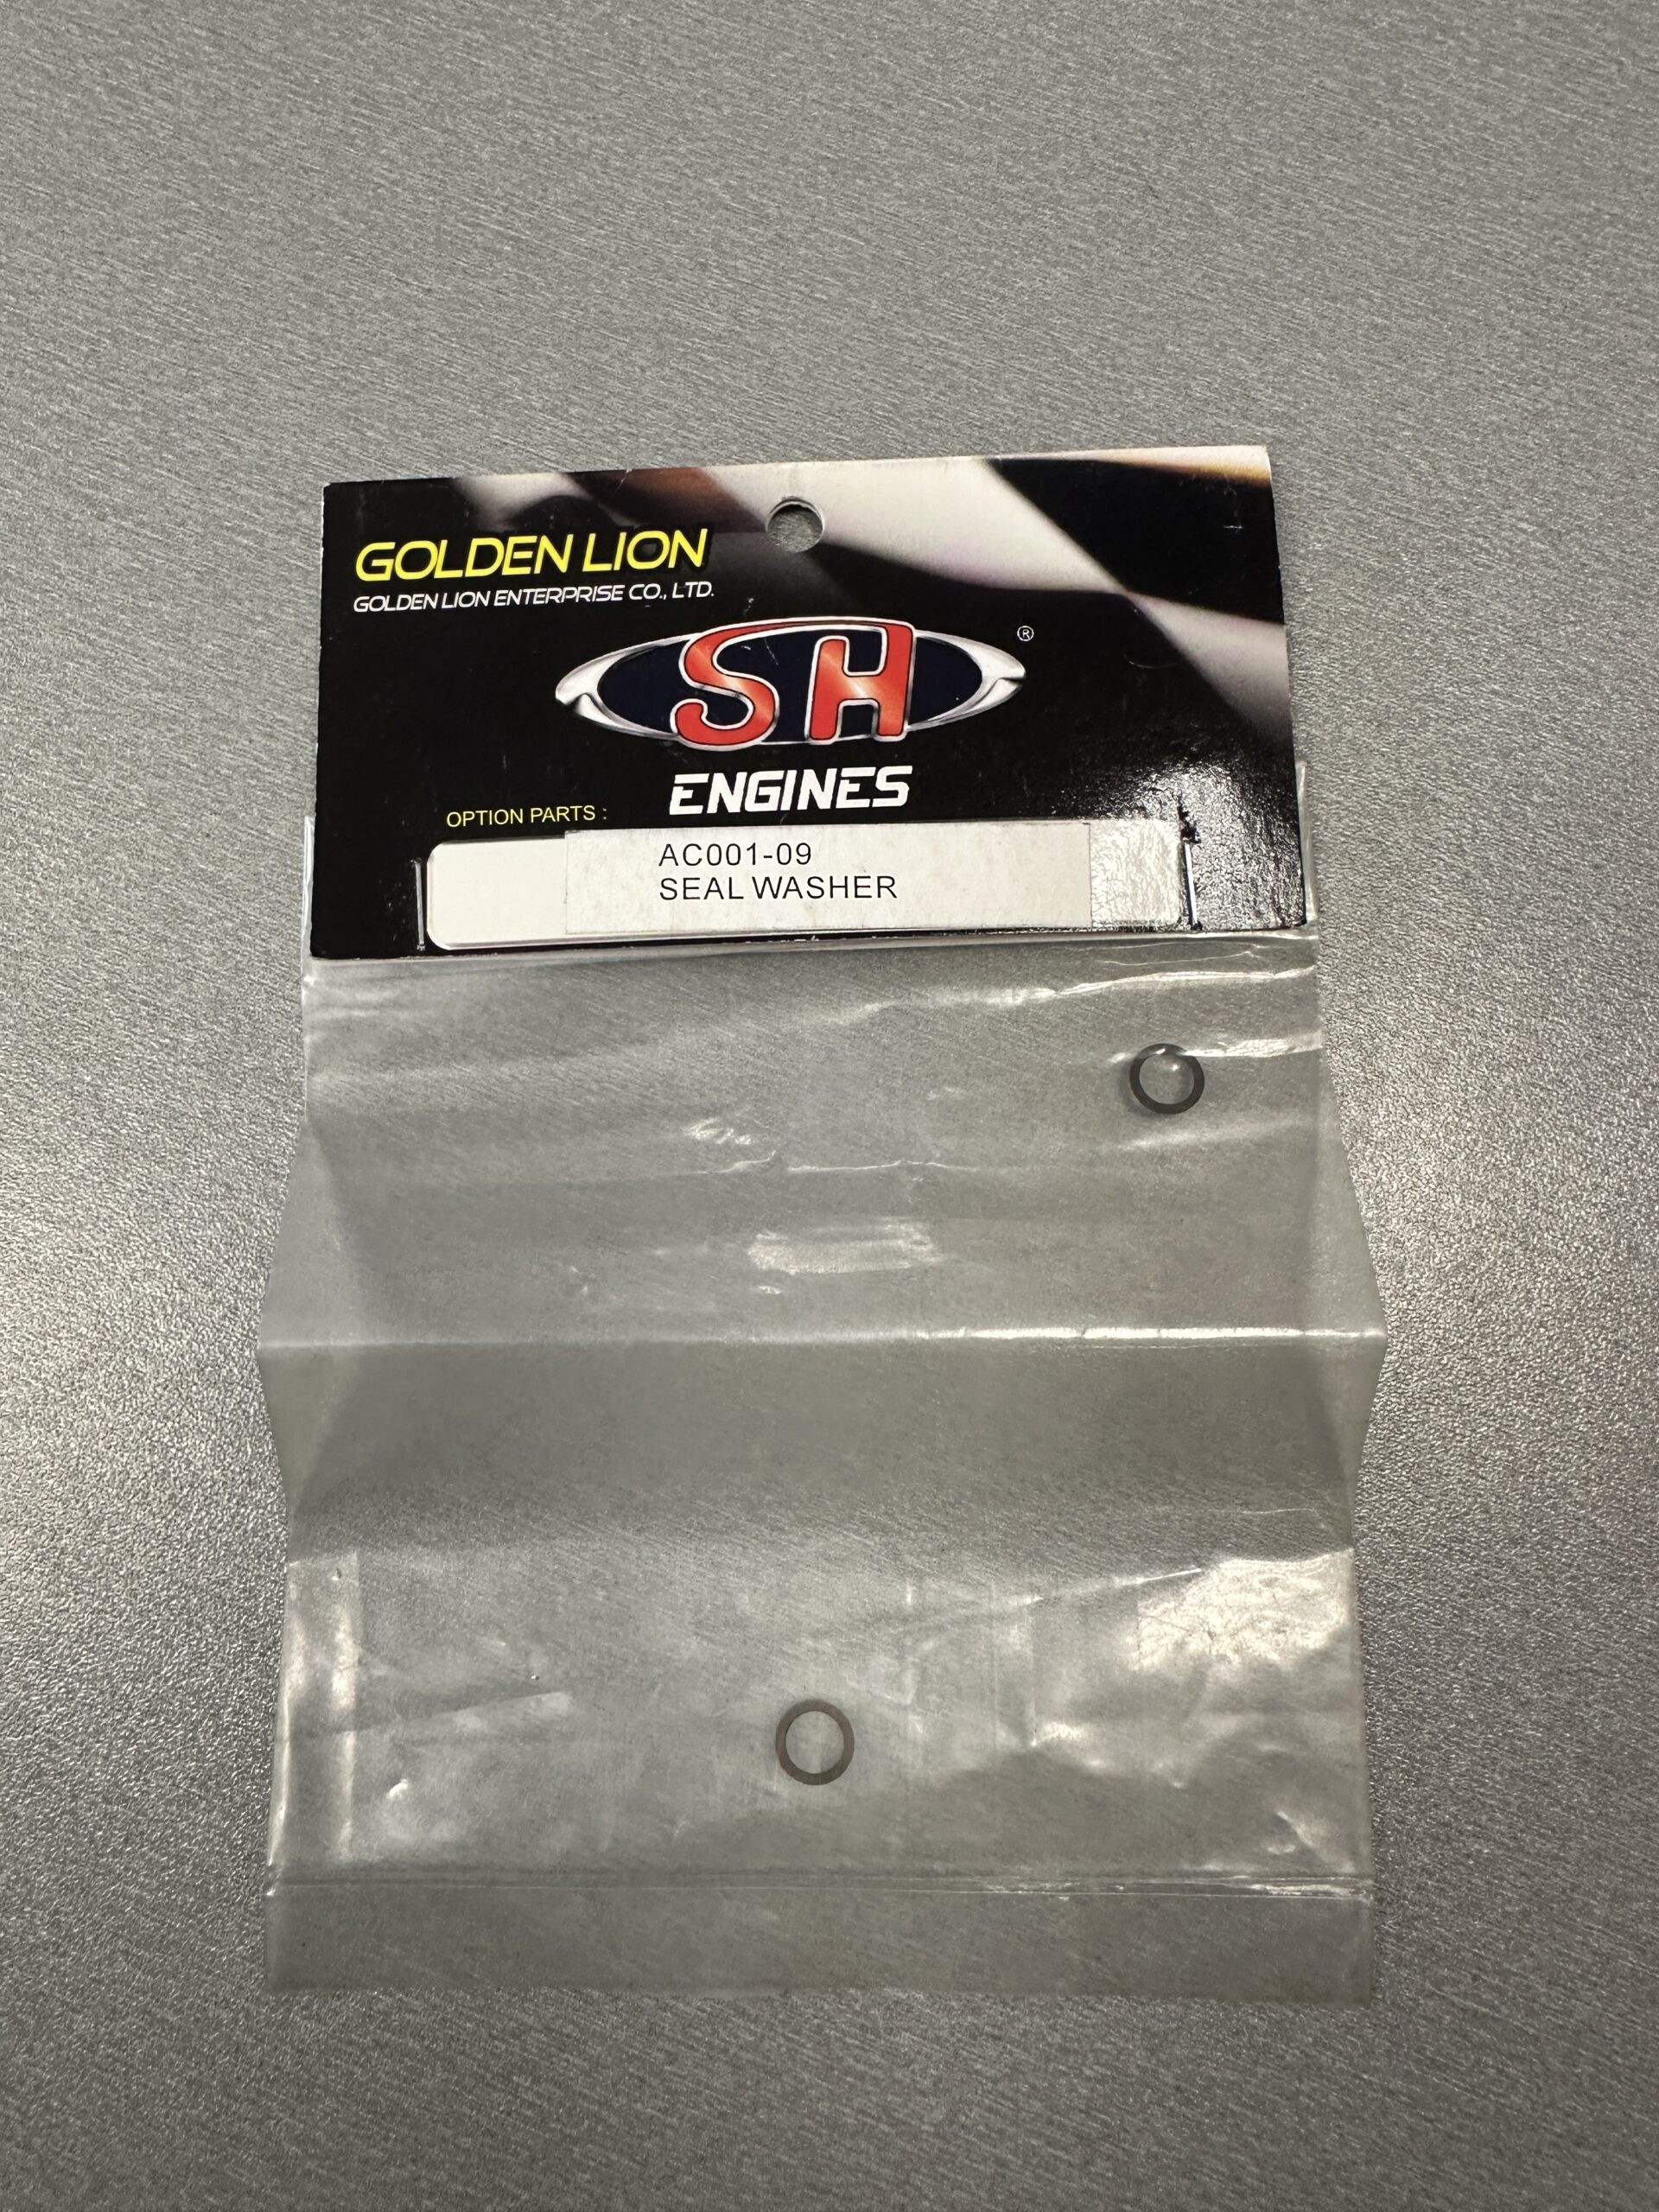 GOLDEN LION
GOLDEN LION ENTERPRISE CO., LTD.
SH ®
ENGINES
OPTION PARTS :
AC001-09
SEAL WASHER